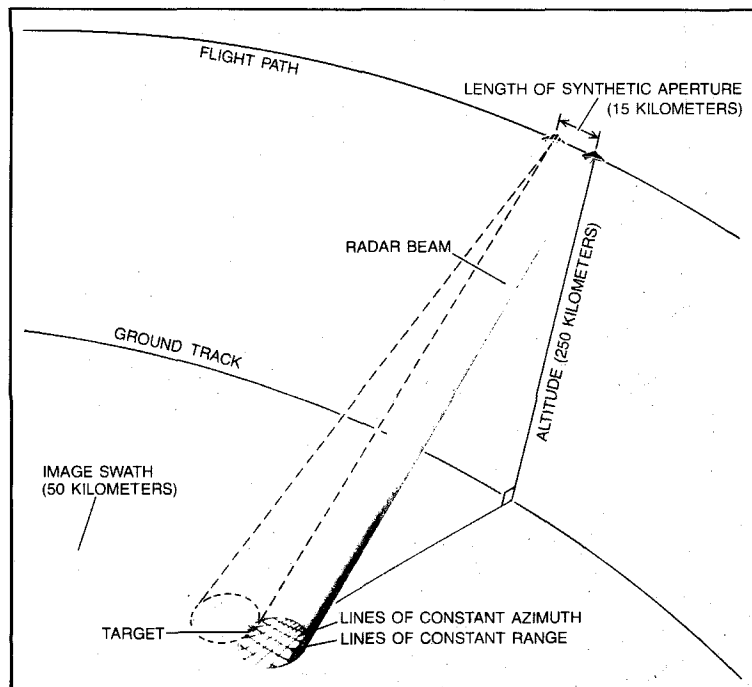 FLIGHT PATH
LENGTH OF SYNTHETIC APERTURE
(15 KILOMETERS)
RADAR BEAM
ALTITUDE (250 KILOMETERS)
GROUND TRACK
IMAGE SWATH
(50 KILOMETERS)
TARGET
LINES OF CONSTANT AZIMUTH
LINES OF CONSTANT RANGE